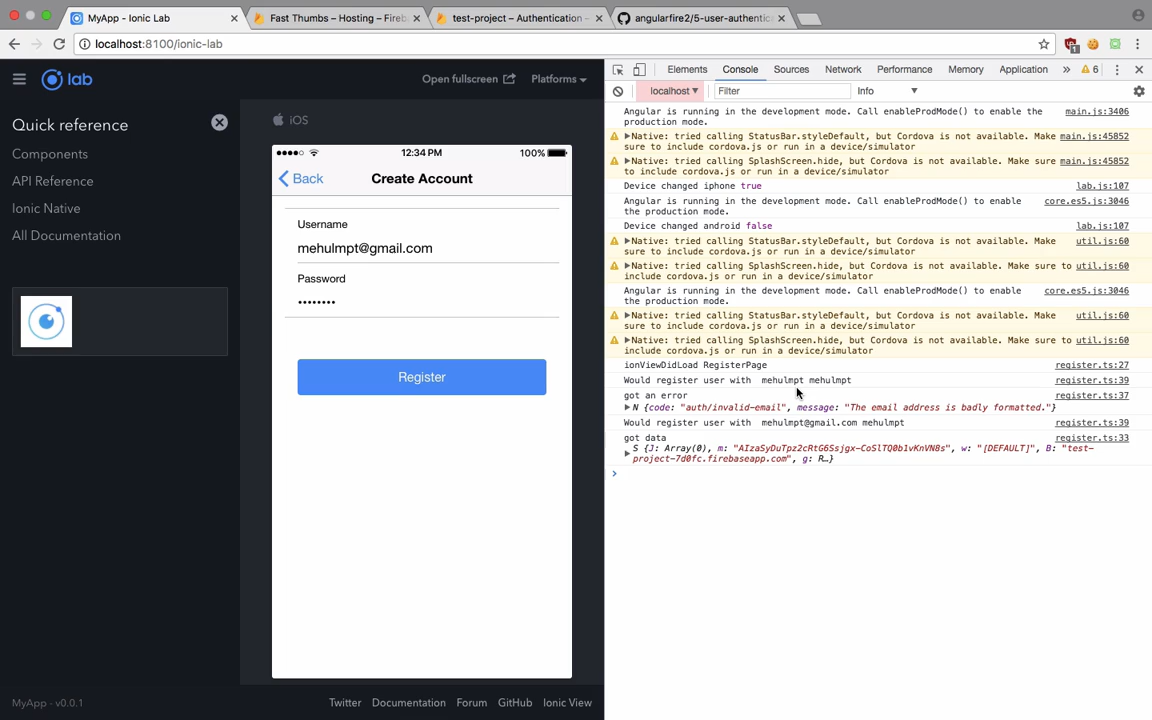 MyApp - Ionic Lab
Fast Thumbs – Hosting – Fireb
test-project – Authentication –
angularfire2/5-user-authentic
localhost:8100/ionic-lab
1
lab
Open fullscreen
Platforms
Quick reference
Components
API Reference
Ionic Native
All Documentation
iOS
12:34 PM
100%
Back
Create Account
Username
mehulmpt@gmail.com
Password
••••••••
Register
MyApp - v0.0.1
Twitter
Documentation
Forum
GitHub
Ionic View
Elements
Console
Sources
Network
Performance
Memory
Application
»
6
localhost
Filter
Info
Angular is running in the development mode. Call enableProdMode() to enable the main.js:3406
production mode.
Native: tried calling StatusBar.styleDefault, but Cordova is not available. Make main.js:45852
sure to include cordova.js or run in a device/simulator
Native: tried calling SplashScreen.hide, but Cordova is not available. Make sure main.js:45852
to include cordova.js or run in a device/simulator
Device changed iphone true lab.js:107
Angular is running in the development mode. Call enableProdMode() to enable core.es5.js:3046
the production mode.
Device changed android false lab.js:107
Native: tried calling StatusBar.styleDefault, but Cordova is not available. Make util.js:60
sure to include cordova.js or run in a device/simulator
Native: tried calling SplashScreen.hide, but Cordova is not available. Make sure to util.js:60
include cordova.js or run in a device/simulator
Angular is running in the development mode. Call enableProdMode() to enable core.es5.js:3046
the production mode.
Native: tried calling StatusBar.styleDefault, but Cordova is not available. Make util.js:60
sure to include cordova.js or run in a device/simulator
Native: tried calling SplashScreen.hide, but Cordova is not available. Make sure to util.js:60
include cordova.js or run in a device/simulator
ionViewDidLoad RegisterPage register.ts:27
Would register user with mehulmpt mehulmpt register.ts:39
got an error register.ts:37
N {code: "auth/invalid-email", message: "The email address is badly formatted."}
Would register user with mehulmpt@gmail.com mehulmpt register.ts:39
got data register.ts:33
S {J: Array(0), m: "AIzaSyDuTpz2cRtG6Ssjgx-CoSlTQ0b1vKnVN8s", w: "[DEFAULT]", B: "test-
project-7d0fc.firebaseapp.com", g: R…}